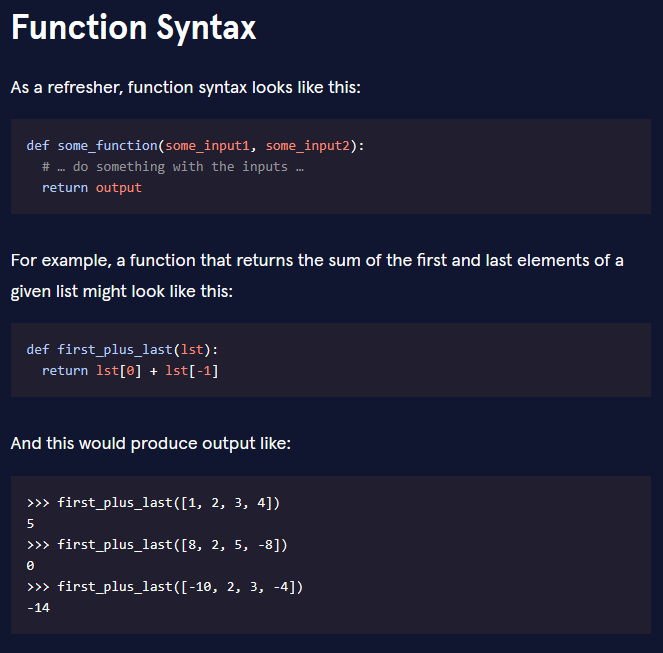 Function Syntax
As a refresher, function syntax looks like this:
def some_function(some_input1, some_input2):
  # … do something with the inputs …
  return output
For example, a function that returns the sum of the first and last elements of a
given list might look like this:
def first_plus_last(lst):
  return lst[0] + lst[-1]
And this would produce output like:
>>> first_plus_last([1, 2, 3, 4])
5
>>> first_plus_last([8, 2, 5, -8])
0
>>> first_plus_last([-10, 2, 3, -4])
-14